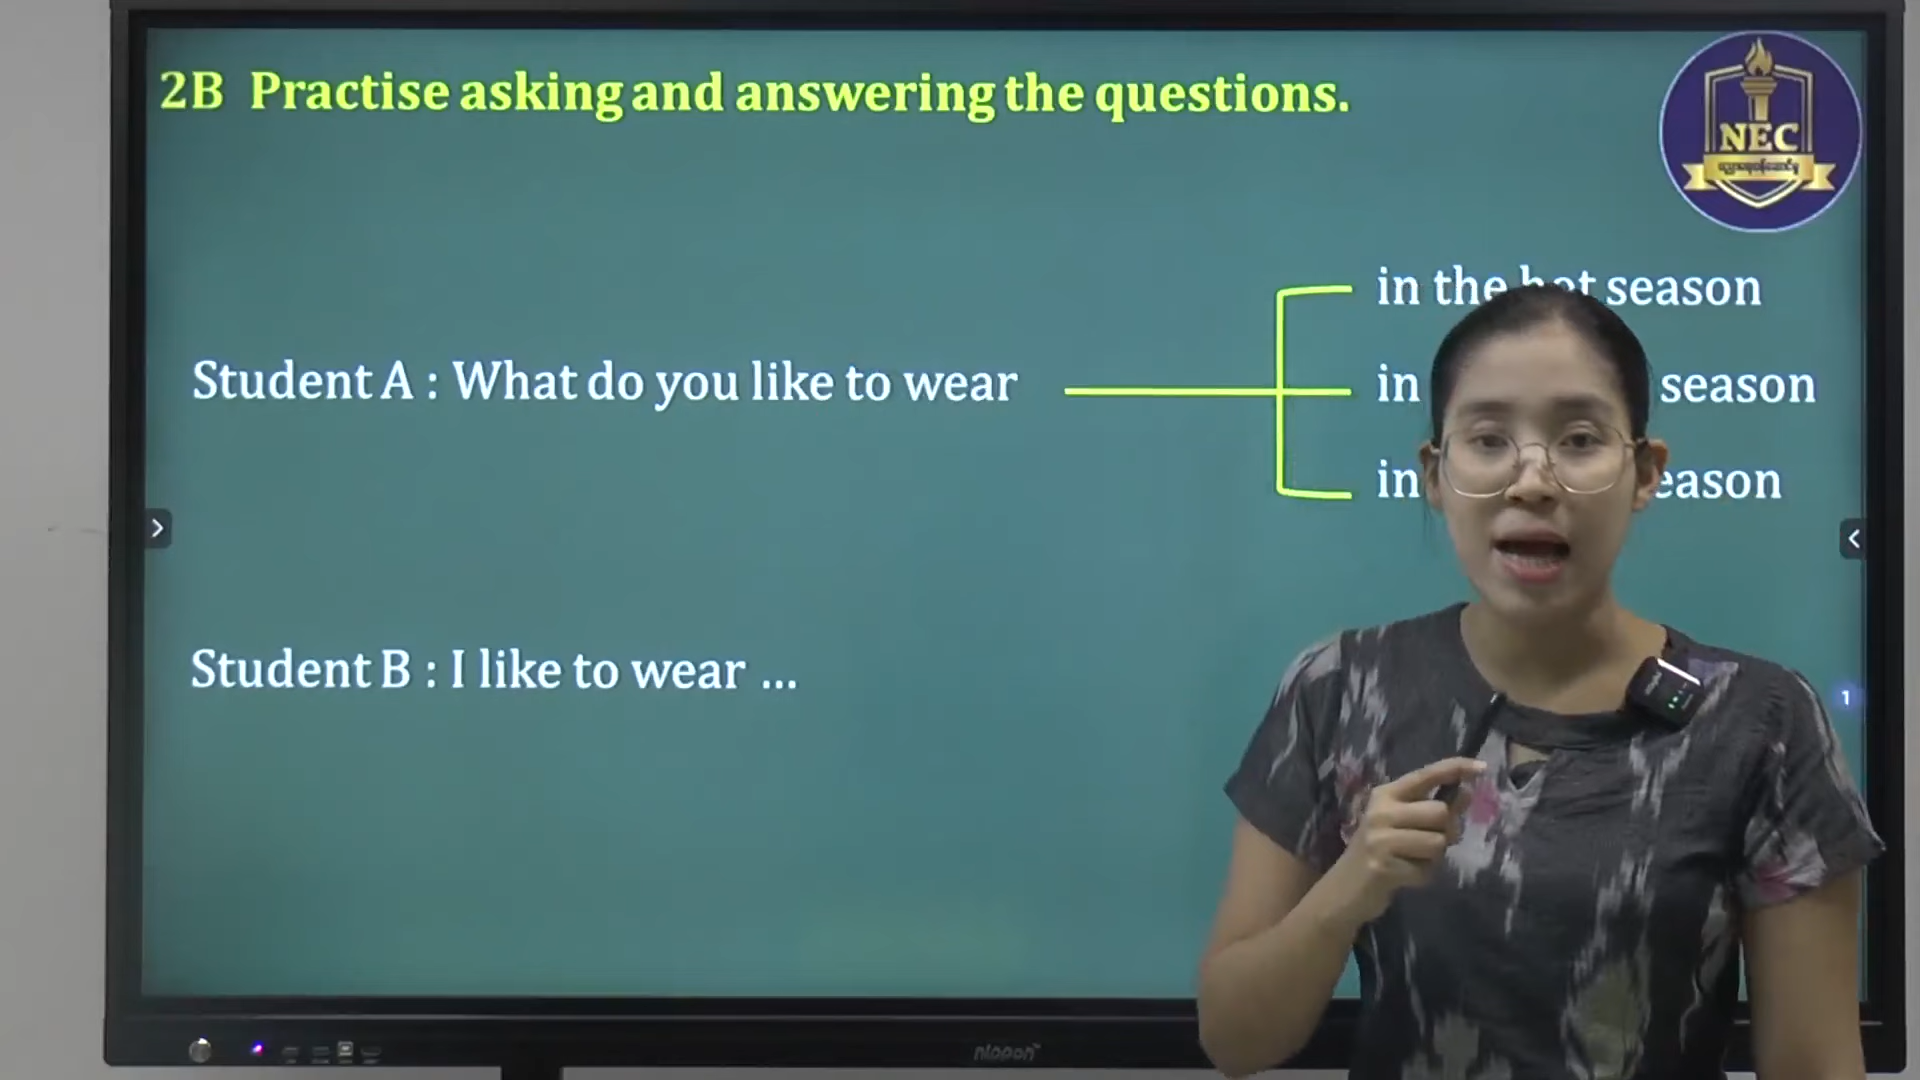 2B Practise asking and answering the questions.
NEC
in the hot season
Student A : What do you like to wear
in season
in
Student B : I like to wear ...
1